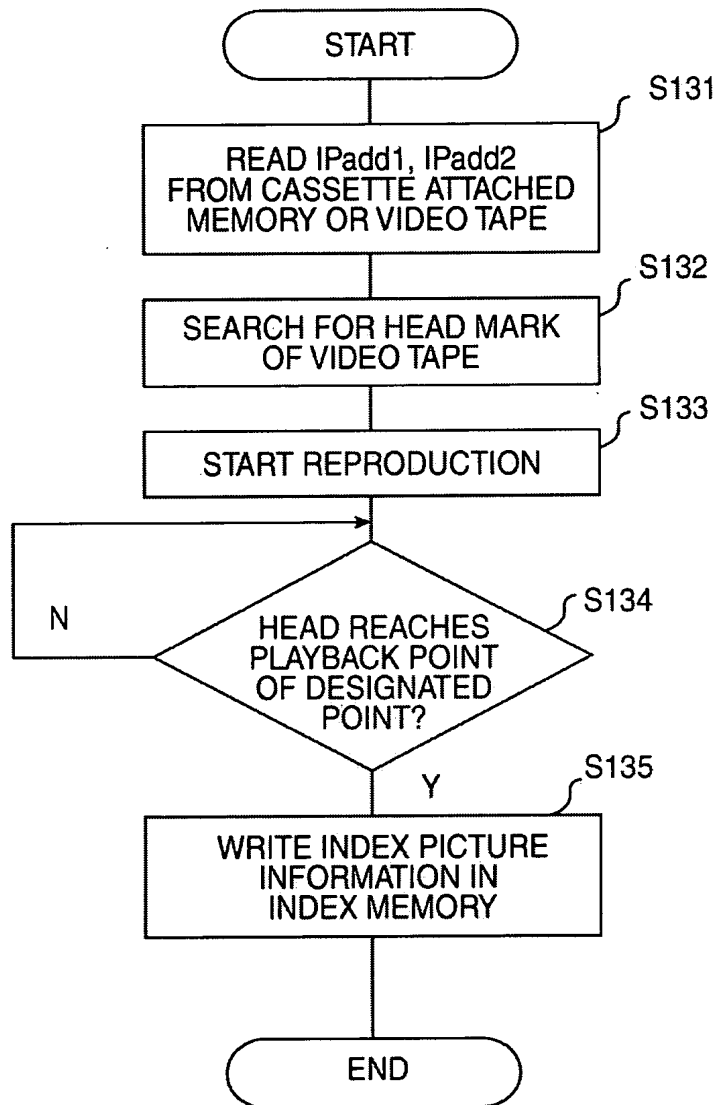 START
S131
READ IPadd1, IPadd2
FROM CASSETTE ATTACHED
MEMORY OR VIDEO TAPE
S132
SEARCH FOR HEAD MARK
OF VIDEO TAPE
S133
START REPRODUCTION
N
S134
HEAD REACHES
PLAYBACK POINT
OF DESIGNATED
POINT?
Y
S135
WRITE INDEX PICTURE
INFORMATION IN
INDEX MEMORY
END